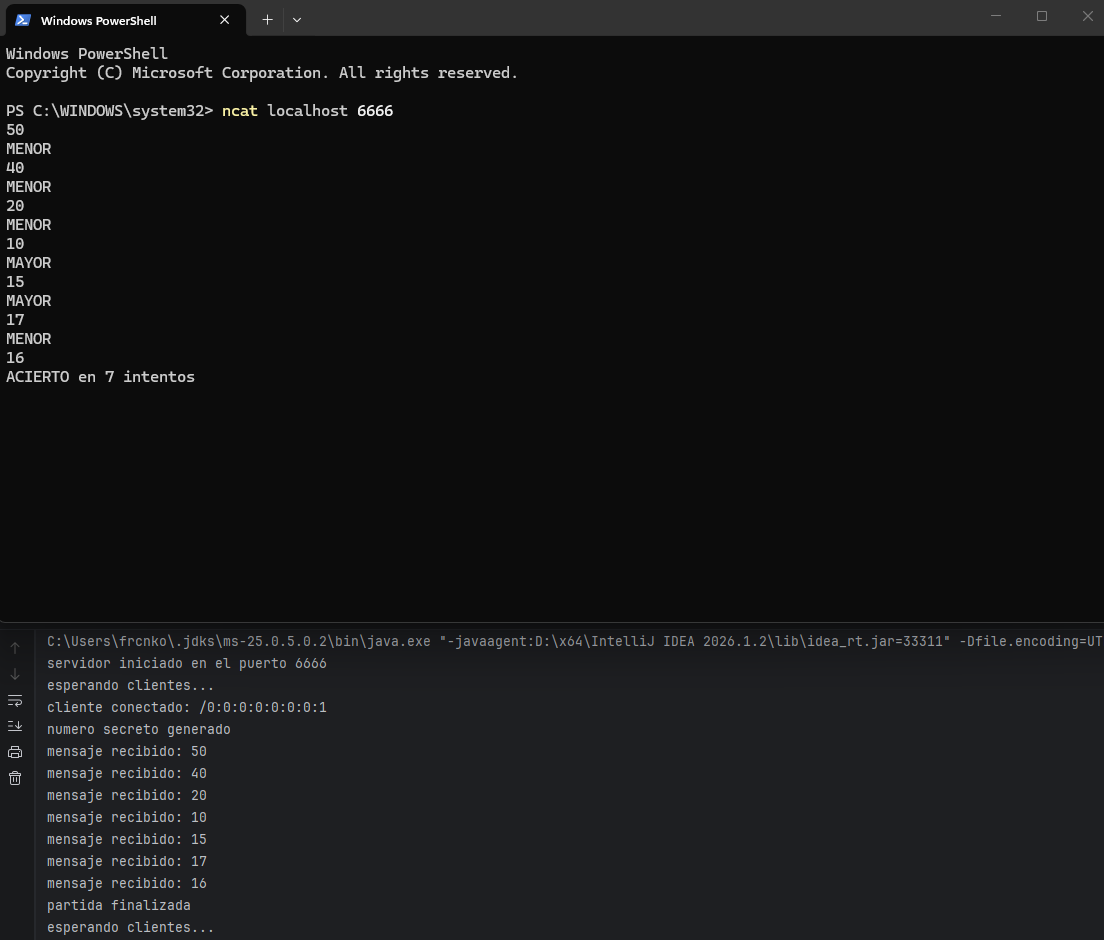 Windows PowerShell
Windows PowerShell
Copyright (C) Microsoft Corporation. All rights reserved.
PS C:\WINDOWS\system32> ncat localhost 6666
50
MENOR
40
MENOR
20
MENOR
10
MAYOR
15
MAYOR
17
MENOR
16
ACIERTO en 7 intentos
C:\Users\frcnko\.jdks\ms-25.0.5.0.2\bin\java.exe "-javaagent:D:\x64\IntelliJ IDEA 2026.1.2\lib\idea_rt.jar=33311" -Dfile.encoding=UT
servidor iniciado en el puerto 6666
esperando clientes...
cliente conectado: /0:0:0:0:0:0:0:1
numero secreto generado
mensaje recibido: 50
mensaje recibido: 40
mensaje recibido: 20
mensaje recibido: 10
mensaje recibido: 15
mensaje recibido: 17
mensaje recibido: 16
partida finalizada
esperando clientes...